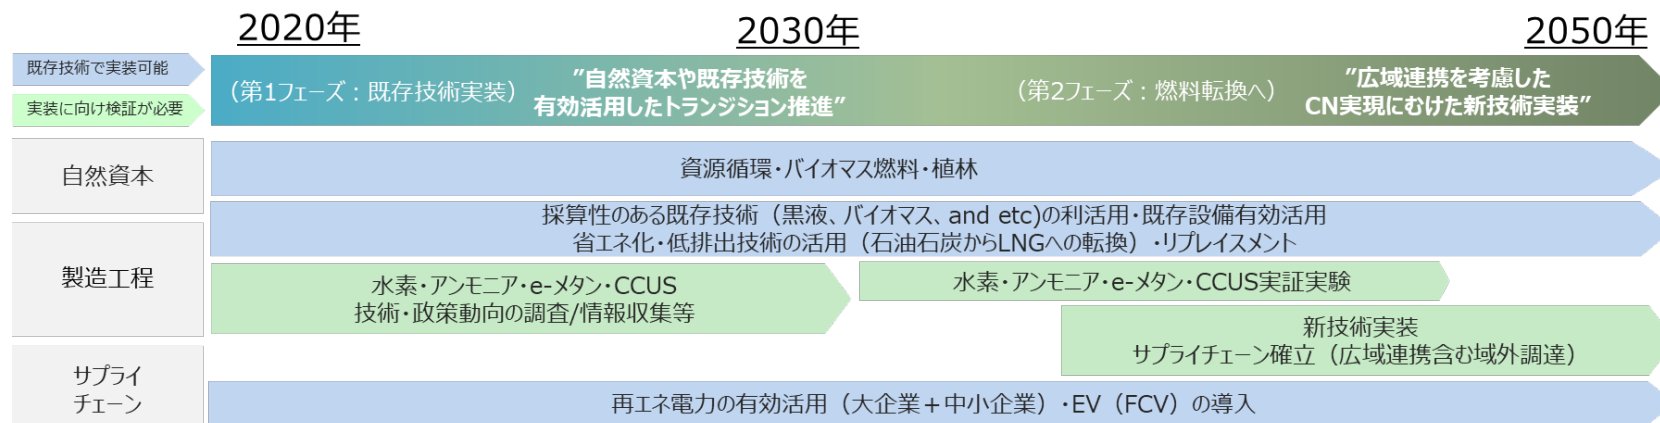 2020年
2030年
2050年
既存技術で実装可能
実装に向け検証が必要
（第1フェーズ：既存技術実装）
”自然資本や既存技術を
有効活用したトランジション推進”
（第2フェーズ：燃料転換へ）
”広域連携を考慮した
CN実現にむけた新技術実装”
自然資本
資源循環・バイオマス燃料・植林
製造工程
採算性のある既存技術（黒液、バイオマス、and etc)の利活用・既存設備有効活用
省エネ化・低排出技術の活用（石油石炭からLNGへの転換）・リプレイスメント
水素・アンモニア・e-メタン・CCUS
技術・政策動向の調査/情報収集等
水素・アンモニア・e-メタン・CCUS実証実験
新技術実装
サプライチェーン確立（広域連携含む域外調達）
サプライ
チェーン
再エネ電力の有効活用（大企業＋中小企業）・EV（FCV）の導入